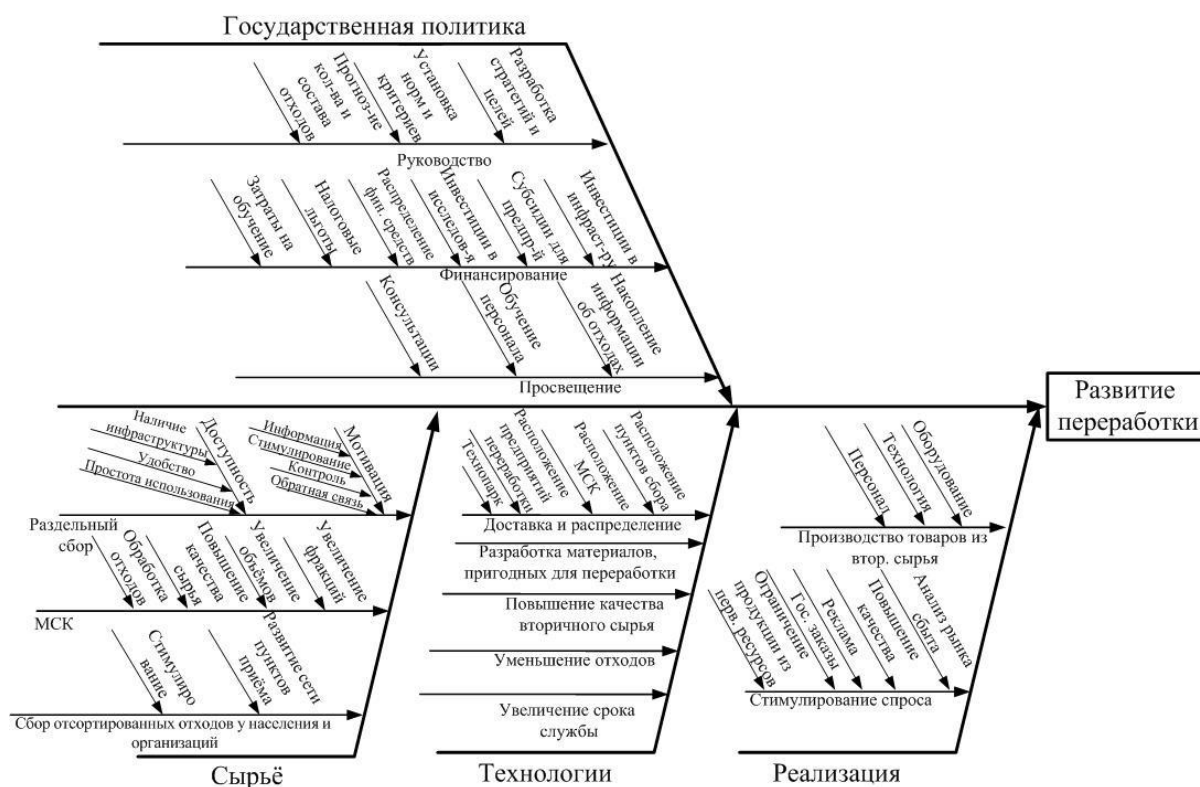 Государственная политика
Прогноз-ие
кол-ва и
состава
отходов
Установка
норм и
критериев
Разработка
стратегий и
целей
Руководство
Затраты на
обучение
Налоговые
льготы
Распределение
фин. средств
Инвестиции в
исследов-я
Субсидии для
предпр-й
Инвестиции в
инфраст-ру
Финансирование
Консультации
Обучение
персонала
Накопление
информации
об отходах
Просвещение
Развитие
переработки
Наличие
инфраструктуры
Удобство
Простота использования
Доступность
Информация
Стимулирование
Контроль
Обратная связь
Мотивация
Раздельный
сбор
Обработка
отходов
Повышение
качества
сырья
Увеличение
объёмов
Увеличение
фракций
МСК
Стимулиро
вание
Развитие сети
пунктов
приёма
Сбор отсортированных отходов у населения и
организаций
Сырьё
Технопарк
Расположение
предприятий
переработки
Расположение
МСК
Расположение
пунктов сбора
Доставка и распределение
Разработка материалов,
пригодных для переработки
Повышение качества
вторичного сырья
Уменьшение отходов
Увеличение срока
службы
Технологии
Персонал
Технология
Оборудование
Производство товаров из
втор. сырья
Ограничение
продукции из
перв. ресурсов
Гос. заказы
Реклама
Повышение
качества
Анализ рынка
сбыта
Стимулирование спроса
Реализация